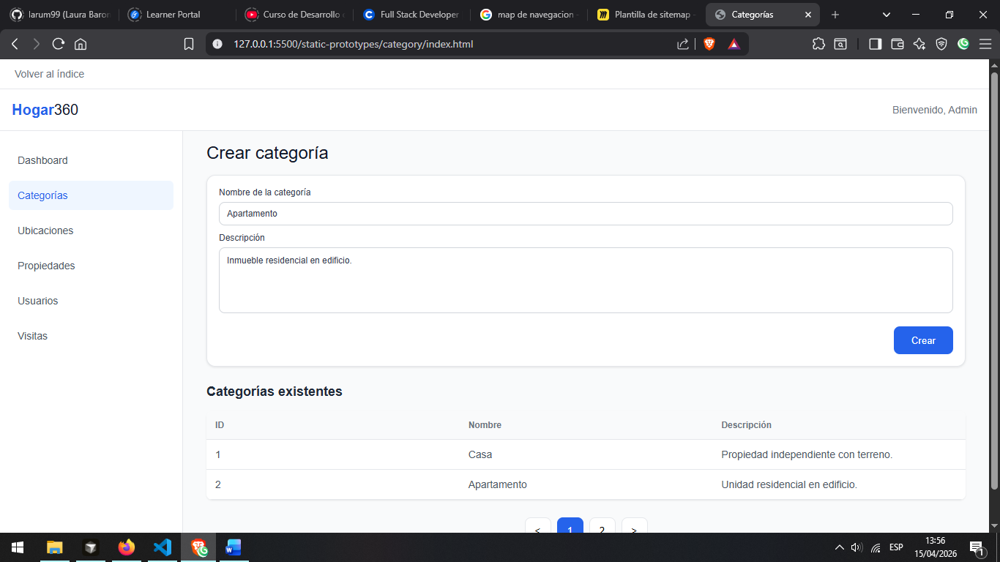 larum99 (Laura Baron
Learner Portal
Curso de Desarrollo
Full Stack Developer
map de navegacion
Plantilla de sitemap
Categorías
127.0.0.1:5500/static-prototypes/category/index.html
Volver al índice
Hogar360
Bienvenido, Admin
Dashboard
Categorías
Ubicaciones
Propiedades
Usuarios
Visitas
Crear categoría
Nombre de la categoría
Apartamento
Descripción
Inmueble residencial en edificio.
Crear
Categorías existentes
ID Nombre Descripción
1 Casa Propiedad independiente con terreno.
2 Apartamento Unidad residencial en edificio.
< 1 2 >
ESP
13:56
15/04/2026
1